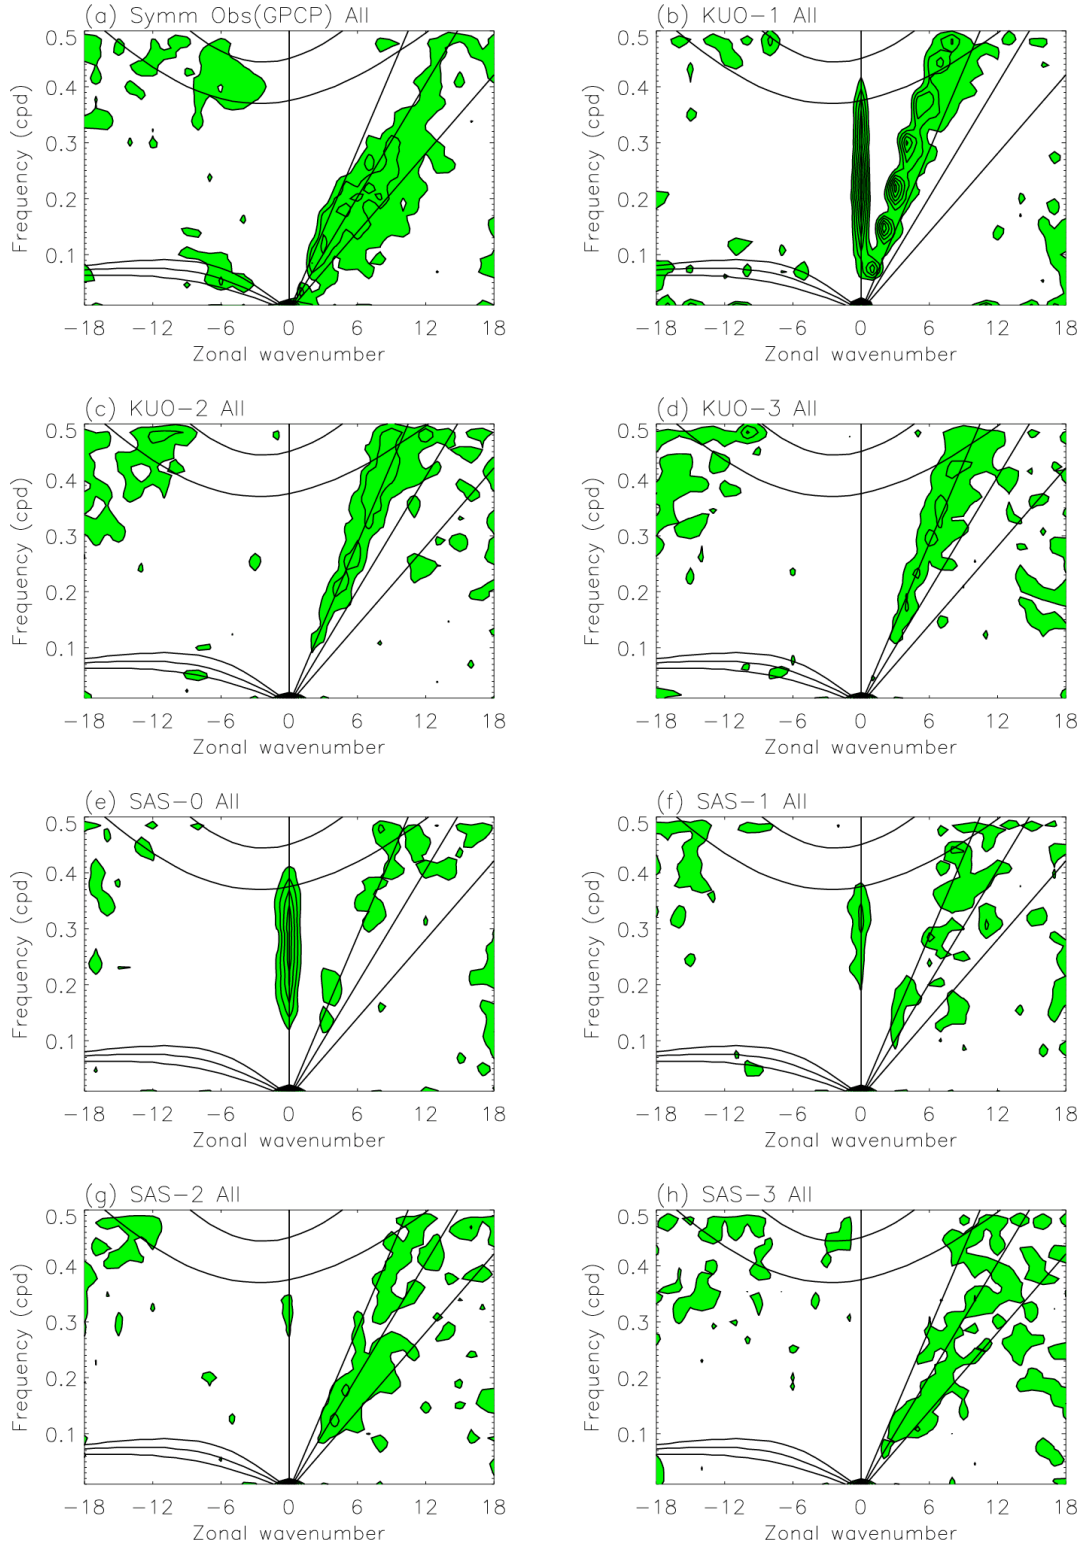 (a) Symm Obs(GPCP) All
0.5
0.4
0.3
0.2
0.1
Frequency (cpd)
−18 −12 −6 0 6 12 18
Zonal wavenumber
(b) KUO−1 All
0.5
0.4
0.3
0.2
0.1
Frequency (cpd)
−18 −12 −6 0 6 12 18
Zonal wavenumber
(c) KUO−2 All
0.5
0.4
0.3
0.2
0.1
Frequency (cpd)
−18 −12 −6 0 6 12 18
Zonal wavenumber
(d) KUO−3 All
0.5
0.4
0.3
0.2
0.1
Frequency (cpd)
−18 −12 −6 0 6 12 18
Zonal wavenumber
(e) SAS−0 All
0.5
0.4
0.3
0.2
0.1
Frequency (cpd)
−18 −12 −6 0 6 12 18
Zonal wavenumber
(f) SAS−1 All
0.5
0.4
0.3
0.2
0.1
Frequency (cpd)
−18 −12 −6 0 6 12 18
Zonal wavenumber
(g) SAS−2 All
0.5
0.4
0.3
0.2
0.1
Frequency (cpd)
−18 −12 −6 0 6 12 18
Zonal wavenumber
(h) SAS−3 All
0.5
0.4
0.3
0.2
0.1
Frequency (cpd)
−18 −12 −6 0 6 12 18
Zonal wavenumber